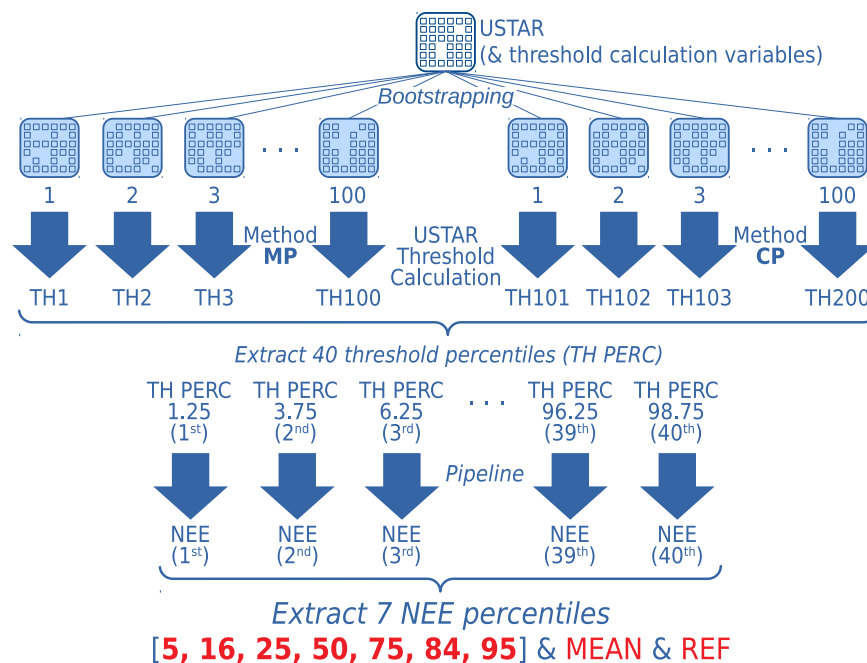 USTAR
(& threshold calculation variables)
Bootstrapping
. . .
. . .
1 2 3 100 1 2 3 100
Method
MP
USTAR
Threshold
Calculation
Method
CP
TH1 TH2 TH3 TH100 TH101 TH102 TH103 TH200
Extract 40 threshold percentiles (TH PERC)
TH PERC TH PERC TH PERC . . . TH PERC TH PERC
1.25 3.75 6.25 96.25 98.75
(1st) (2nd) (3rd) (39th) (40th)
Pipeline
NEE NEE NEE NEE NEE
(1st) (2nd) (3rd) (39th) (40th)
Extract 7 NEE percentiles
[5, 16, 25, 50, 75, 84, 95] & MEAN & REF